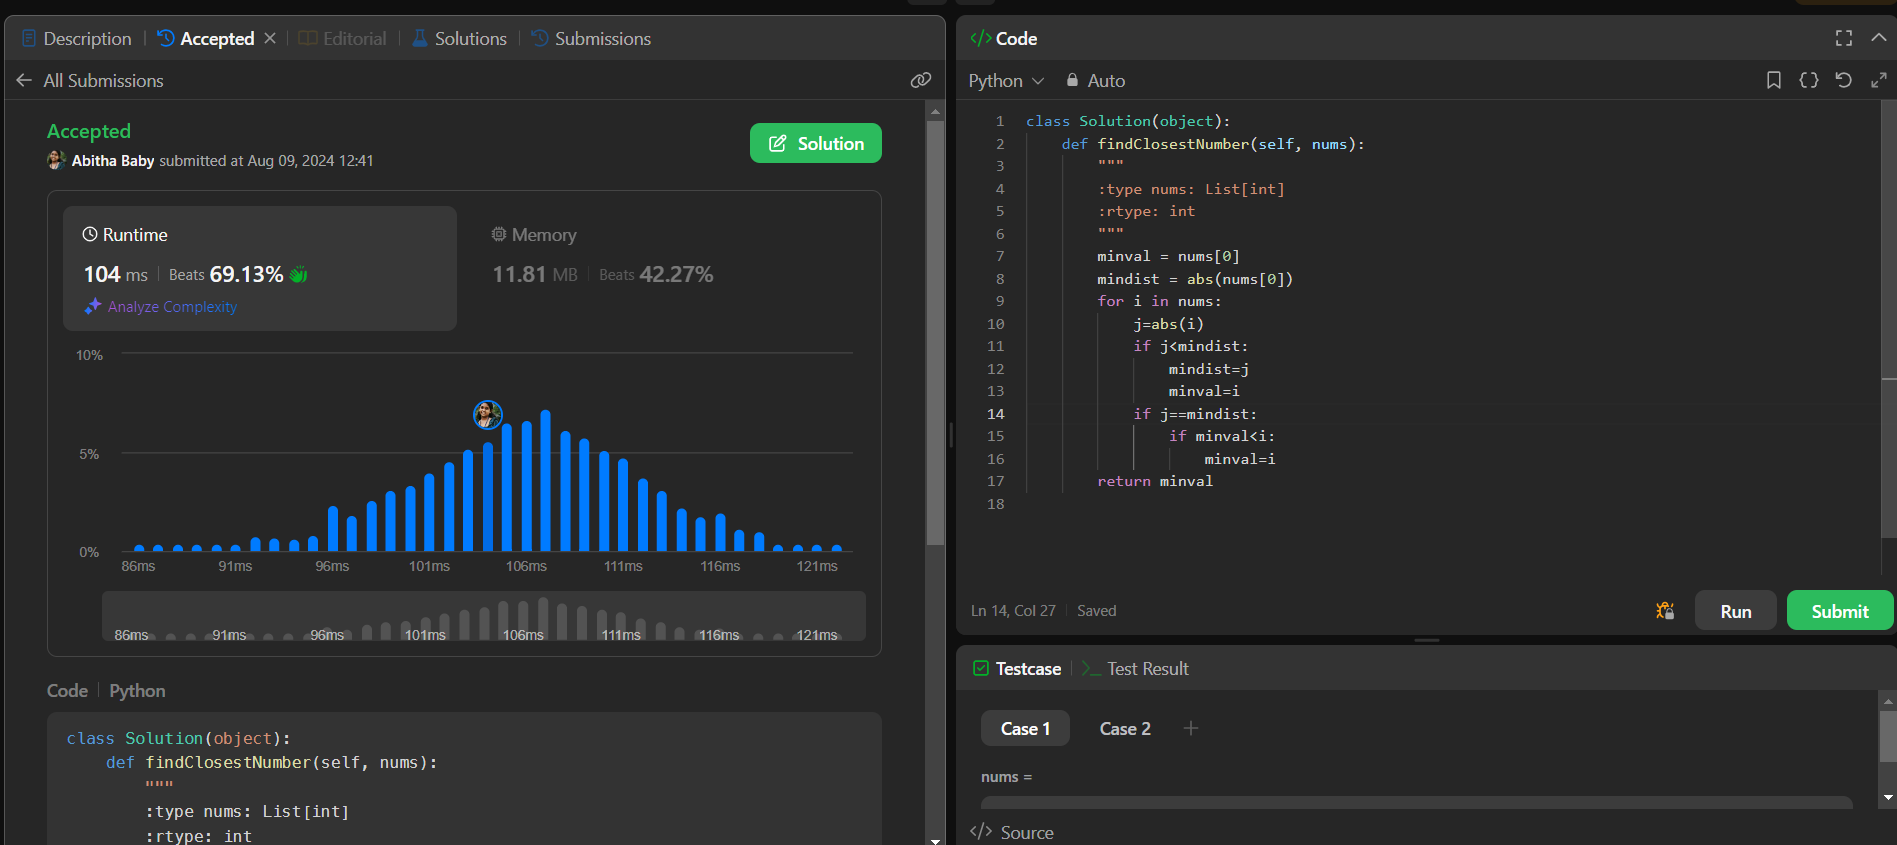 Description | Accepted | Editorial | Solutions | Submissions
All Submissions
Accepted
Abitha Baby submitted at Aug 09, 2024 12:41
Solution
Runtime
104 ms | Beats 69.13%
Analyze Complexity
Memory
11.81 MB | Beats 42.27%
10%
5%
0%
86ms 91ms 96ms 101ms 106ms 111ms 116ms 121ms
86ms 91ms 96ms 101ms 106ms 111ms 116ms 121ms
Code | Python
class Solution(object):
    def findClosestNumber(self, nums):
        """
        :type nums: List[int]
        :rtype: int
</> Code
Python Auto
1 class Solution(object):
2     def findClosestNumber(self, nums):
3         """
4         :type nums: List[int]
5         :rtype: int
6         """
7         minval = nums[0]
8         mindist = abs(nums[0])
9         for i in nums:
10             j=abs(i)
11             if j<mindist:
12                 mindist=j
13                 minval=i
14             if j==mindist:
15                 if minval<i:
16                     minval=i
17         return minval
18
Ln 14, Col 27 | Saved
Run Submit
Testcase | >_ Test Result
Case 1 Case 2 +
nums =
</> Source